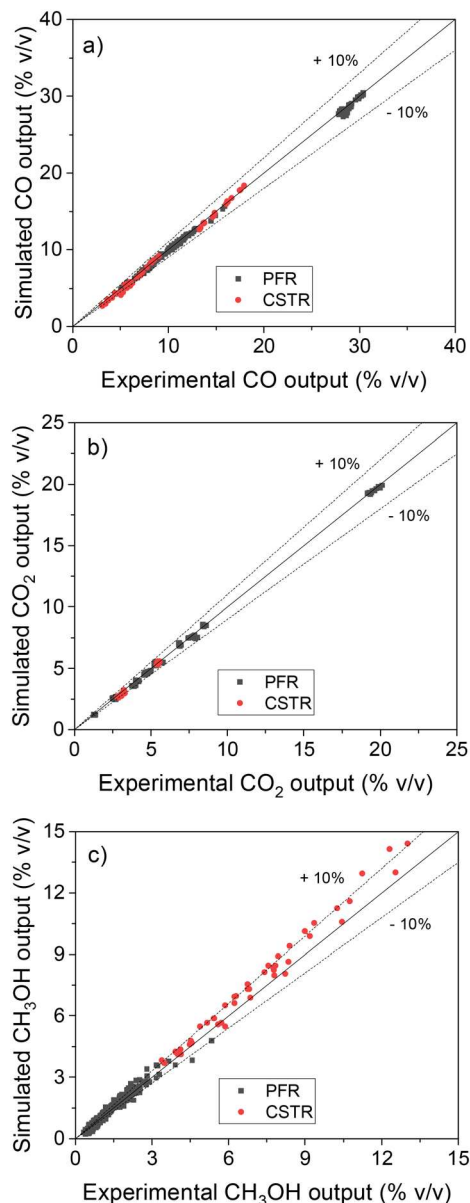 a)
+ 10%
- 10%
Simulated CO output (% v/v)
40
30
20
10
0
PFR
CSTR
0 10 20 30 40
Experimental CO output (% v/v)
b)
+ 10%
- 10%
Simulated CO₂ output (% v/v)
25
20
15
10
5
0
PFR
CSTR
0 5 10 15 20 25
Experimental CO₂ output (% v/v)
c)
+ 10%
- 10%
Simulated CH₃OH output (% v/v)
15
12
9
6
3
0
PFR
CSTR
0 3 6 9 12 15
Experimental CH₃OH output (% v/v)